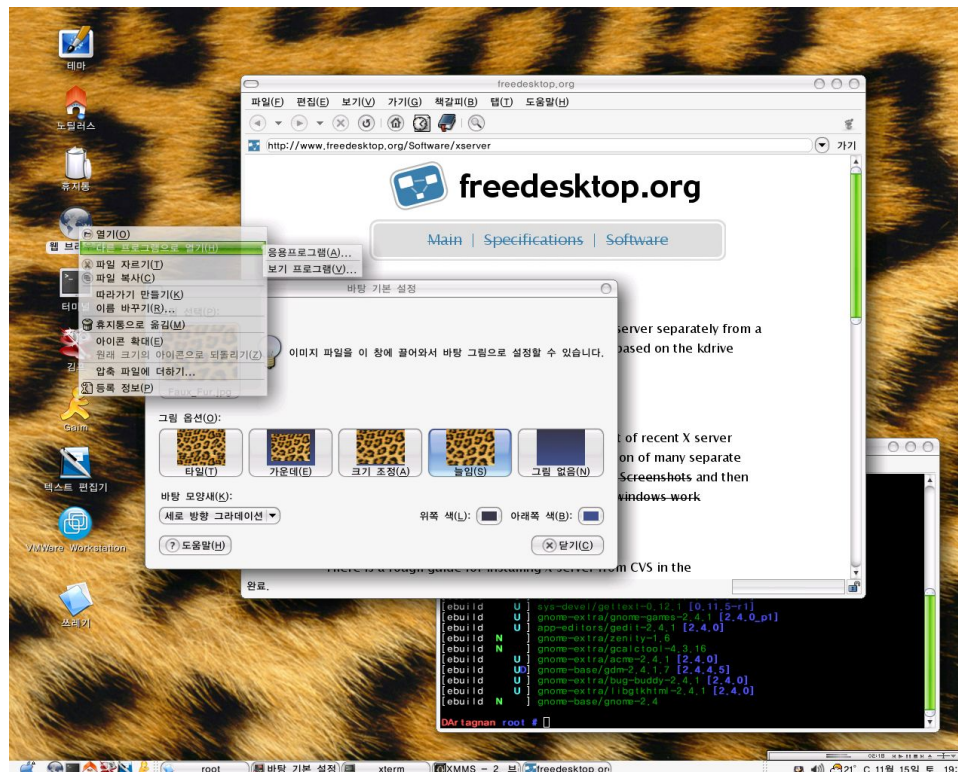 테마
노틸러스
휴지통
웹 브라
터미널
Gaim
텍스트 편집기
VMWare Workstation
쓰레기
freedesktop.org
파일(F) 편집(E) 보기(V) 가기(G) 책갈피(B) 탭(T) 도움말(H)
http://www.freedesktop.org/Software/xserver
가기
freedesktop.org
Main | Specifications | Software
server separately from a
based on the kdrive
t of recent X server
on of many separate
Screenshots and then
windows work
There is a rough guide for installing X server from CVS in the
완료.
열기(O)
다른 프로그램으로 열기(H)
파일 자르기(T)
파일 복사(C)
따라가기 만들기(K)
이름 바꾸기(R)...
휴지통으로 옮김(M)
아이콘 확대(E)
원래 크기의 아이콘으로 되돌리기(Z)
압축 파일에 더하기...
등록 정보(P)
응용프로그램(A)...
보기 프로그램(V)...
바탕 기본 설정
선택(P):
이미지 파일을 이 창에 끌어와서 바탕 그림으로 설정할 수 있습니다.
Faux_Fur.jpg
그림 옵션(O):
타일(T) 가운데(E) 크기 조정(A) 늘임(S) 그림 없음(N)
바탕 모양새(K):
세로 방향 그라데이션 위쪽 색(L): 아래쪽 색(B):
도움말(H) 닫기(C)
[ebuild U ] sys-devel/gettext-0.12.1 [0.11.5-r1]
[ebuild U ] gnome-extra/gnome-games-2.4.1 [2.4.0_p1]
[ebuild U ] app-editors/gedit-2.4.1 [2.4.0]
[ebuild N ] gnome-extra/zenity-1.6
[ebuild N ] gnome-extra/gcalctool-4.3.16
[ebuild U ] gnome-extra/acme-2.4.1 [2.4.0]
[ebuild UD] gnome-base/gdm-2.4.1.7 [2.4.4.5]
[ebuild U ] gnome-extra/bug-buddy-2.4.1 [2.4.0]
[ebuild U ] gnome-extra/libgtkhtml-2.4.1 [2.4.0]
[ebuild N ] gnome-base/gnome-2.4
DArtagnan root #
root 바탕 기본 설정 xterm XMMS - 2. 브 freedesktop.or
21° C 11월 15일 토 19: